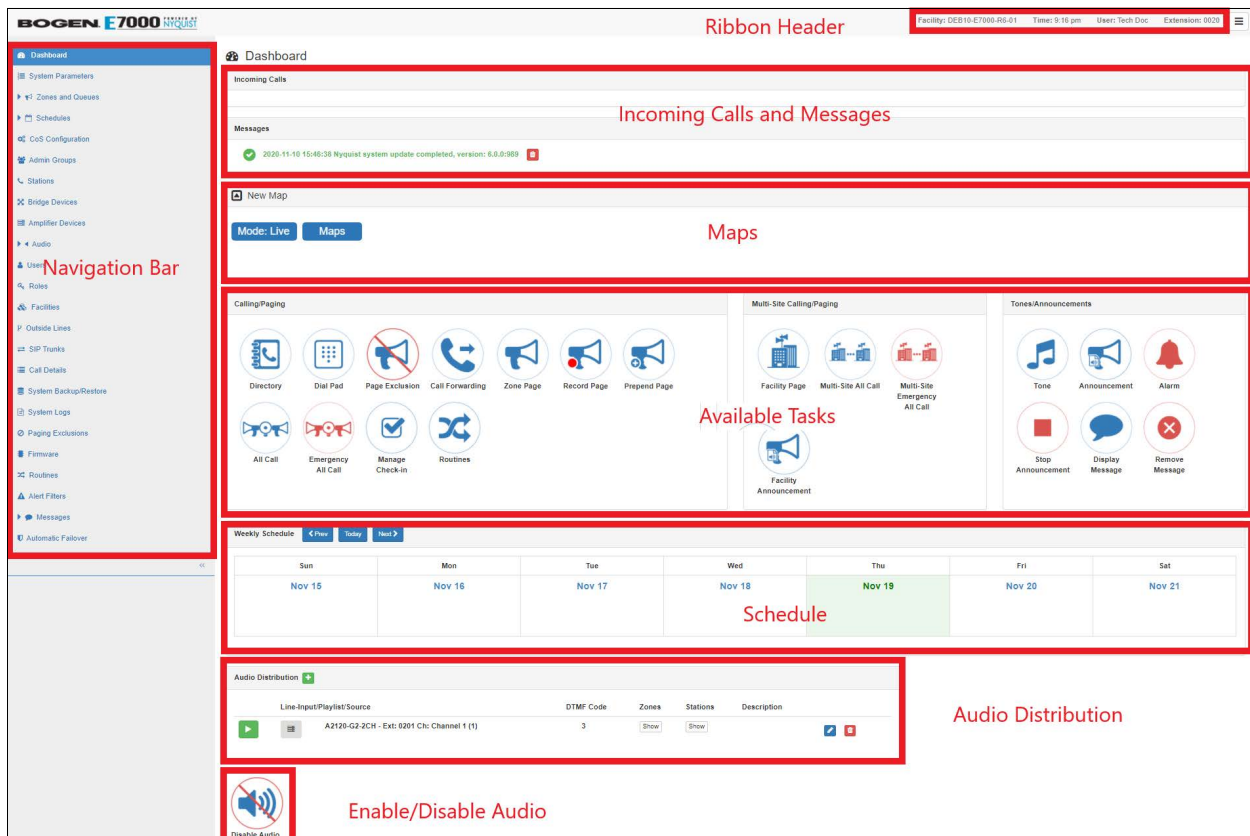 BOGEN E7000 POWERED BY NYQUIST
Ribbon Header
Facility: DEB10-E7000-R6-01 Time: 9:16 pm User: Tech Doc Extension: 0020
Dashboard
System Parameters
Zones and Queues
Schedules
CoS Configuration
Admin Groups
Stations
Bridge Devices
Amplifier Devices
Audio
Users
Navigation Bar
Roles
Facilities
Outside Lines
SIP Trunks
Call Details
System Backup/Restore
System Logs
Paging Exclusions
Firmware
Routines
Alert Filters
Messages
Automatic Failover
Dashboard
Incoming Calls
Incoming Calls and Messages
Messages
2020-11-10 15:46:36 Nyquist system update completed, version: 6.0.0:989
New Map
Mode: Live Maps
Maps
Calling/Paging
Directory
Dial Pad
Page Exclusion
Call Forwarding
Zone Page
Record Page
Prepend Page
All Call
Emergency
All Call
Manage
Check-in
Routines
Multi-Site Calling/Paging
Facility Page
Multi-Site All Call
Multi-Site
Emergency
All Call
Available Tasks
Facility
Announcement
Tones/Announcements
Tone
Announcement
Alarm
Stop
Announcement
Display
Message
Remove
Message
Weekly Schedule Prev Today Next
Sun Mon Tue Wed Thu Fri Sat
Nov 15 Nov 16 Nov 17 Nov 18 Nov 19 Nov 20 Nov 21
Schedule
Audio Distribution
Line-Input/Playlist/Source DTMF Code Zones Stations Description
A2120-G2-2CH - Ext: 0201 Ch: Channel 1 (1) 3 Show Show
Audio Distribution
Enable/Disable Audio
Disable Audio